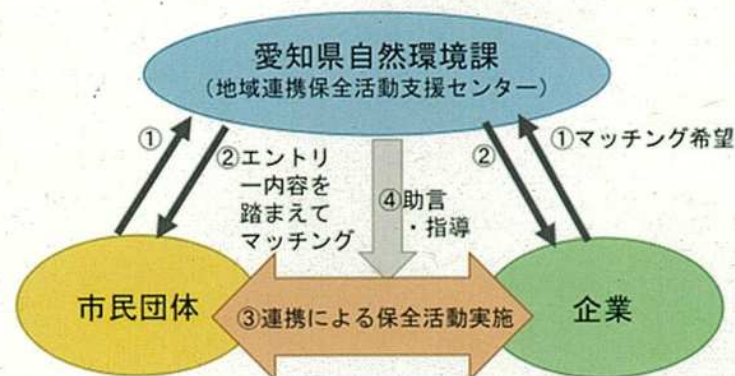 愛知県自然環境課
（地域連携保全活動支援センター）
①
②エントリ
ー内容を
踏まえて
マッチング
④助言
・指導
②
①マッチング希望
市民団体
③連携による保全活動実施
企業